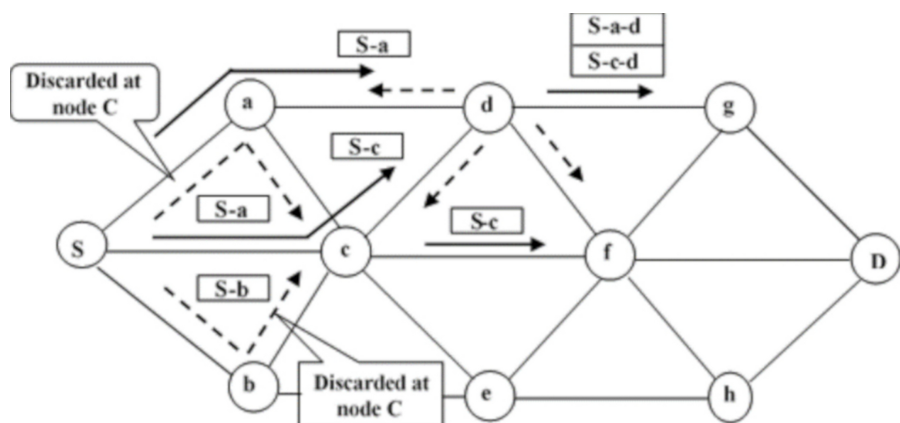 S-a-d
S-c-d
S-a
Discarded at
node C
a
d
g
S-c
S-a
S-c
S
c
f
D
S-b
b
Discarded at
node C
e
h